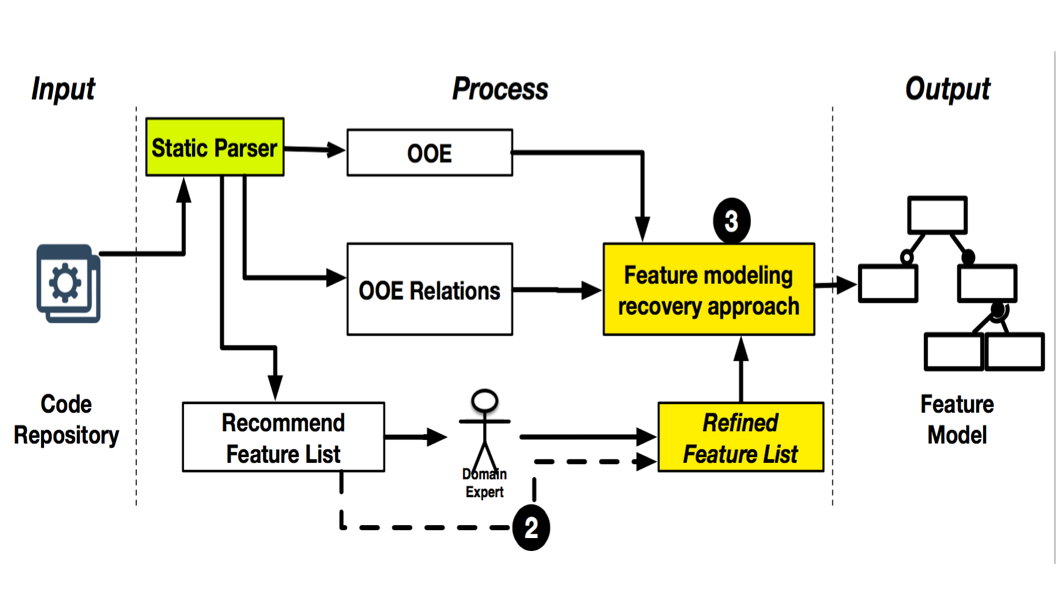 Input
Process
Output
Static Parser
OOE
3
OOE Relations
Feature modeling
recovery approach
Code
Repository
Recommend
Feature List
Domain
Expert
Refined
Feature List
Feature
Model
2